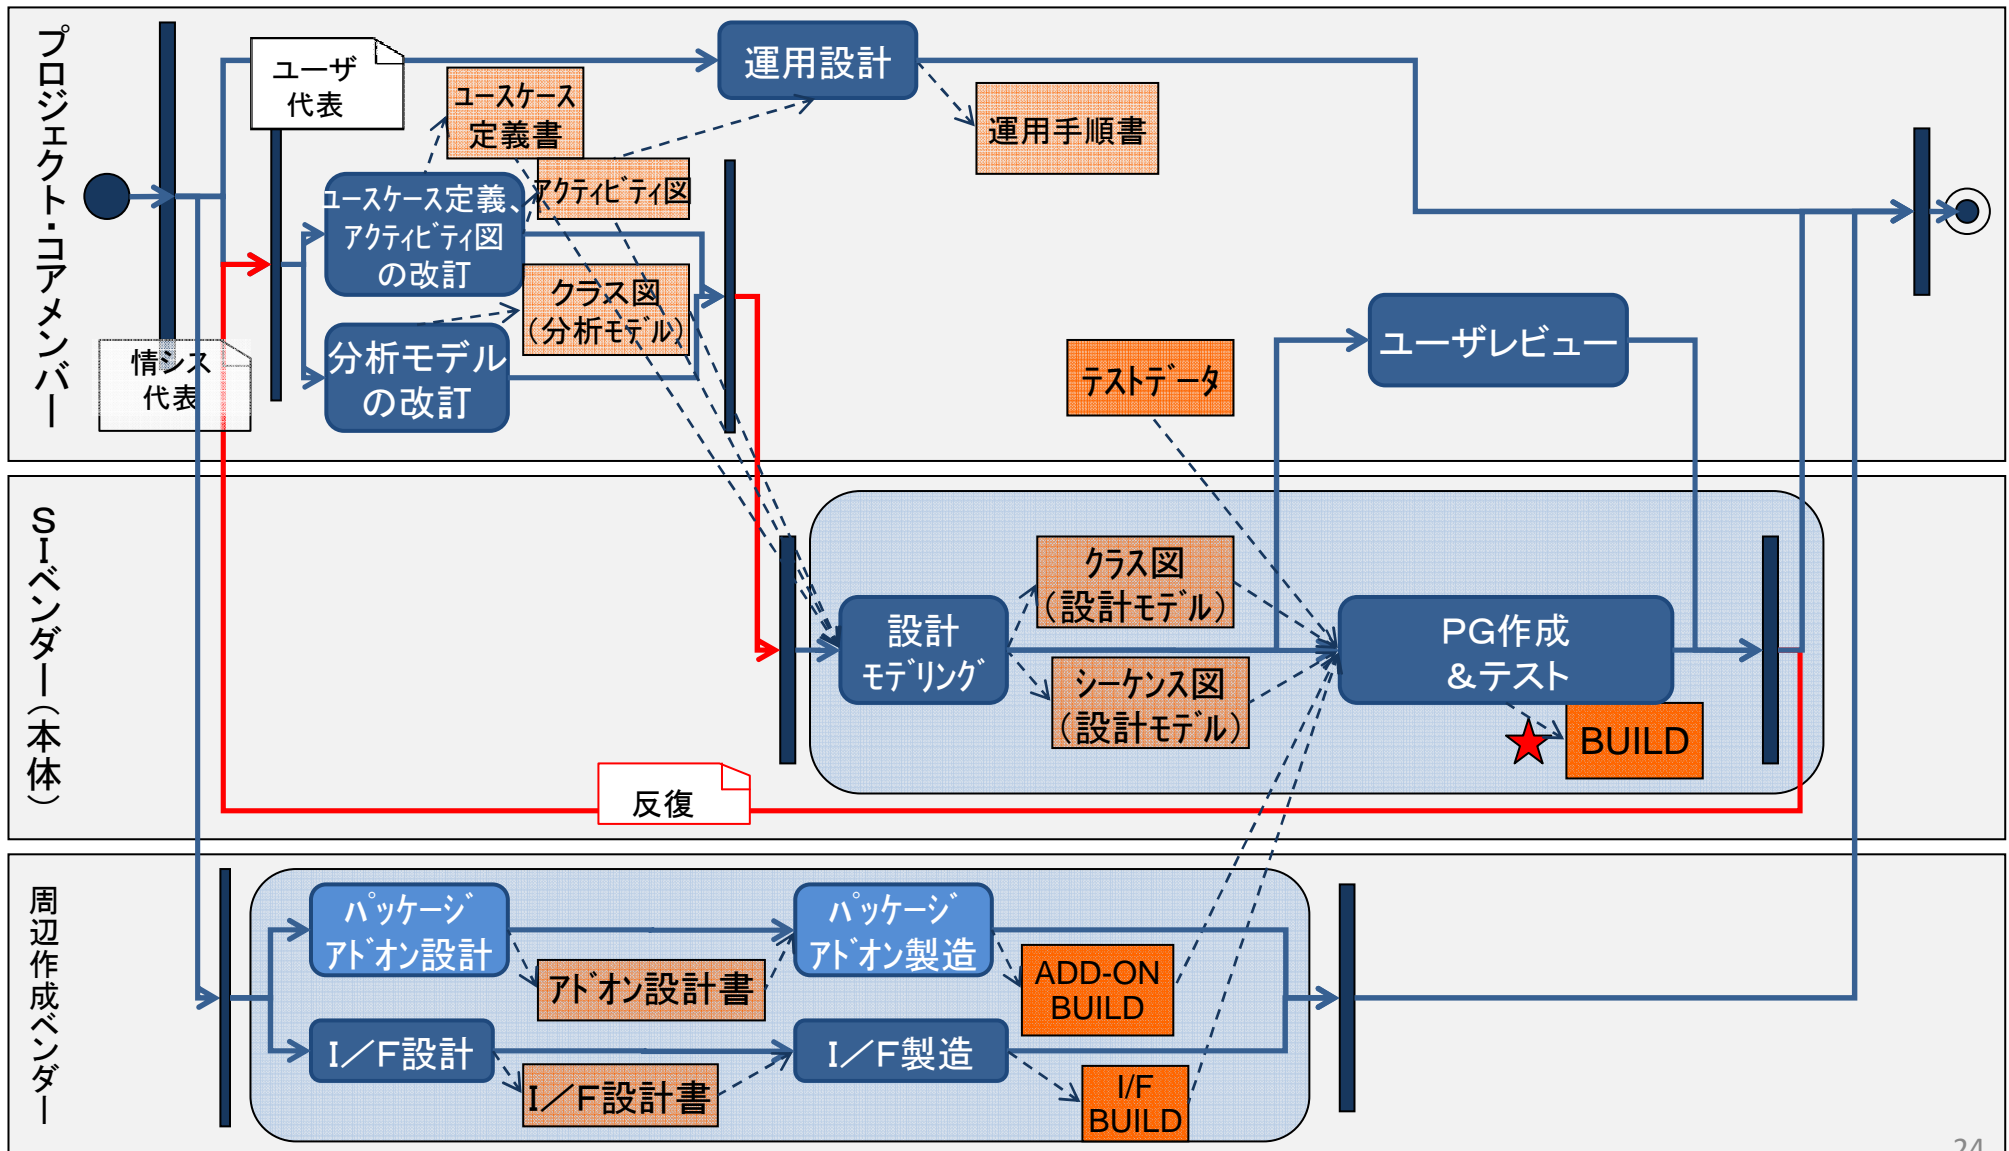 プロジェクト・コアメンバー
ユーザ
代表
運用設計
ユースケース
定義書
運用手順書
アクティビティ図
ユースケース定義、
アクティビティ図
の改訂
クラス図
(分析モデル)
分析モデル
の改訂
情シス
代表
テストデータ
ユーザレビュー
SIベンダー(本体)
クラス図
(設計モデル)
設計
モデリング
シーケンス図
(設計モデル)
PG作成
&テスト
BUILD
反復
周辺作成ベンダー
パッケージ
アドオン設計
パッケージ
アドオン製造
アドオン設計書
ADD-ON
BUILD
I/F設計
I/F製造
I/F設計書
I/F
BUILD
24